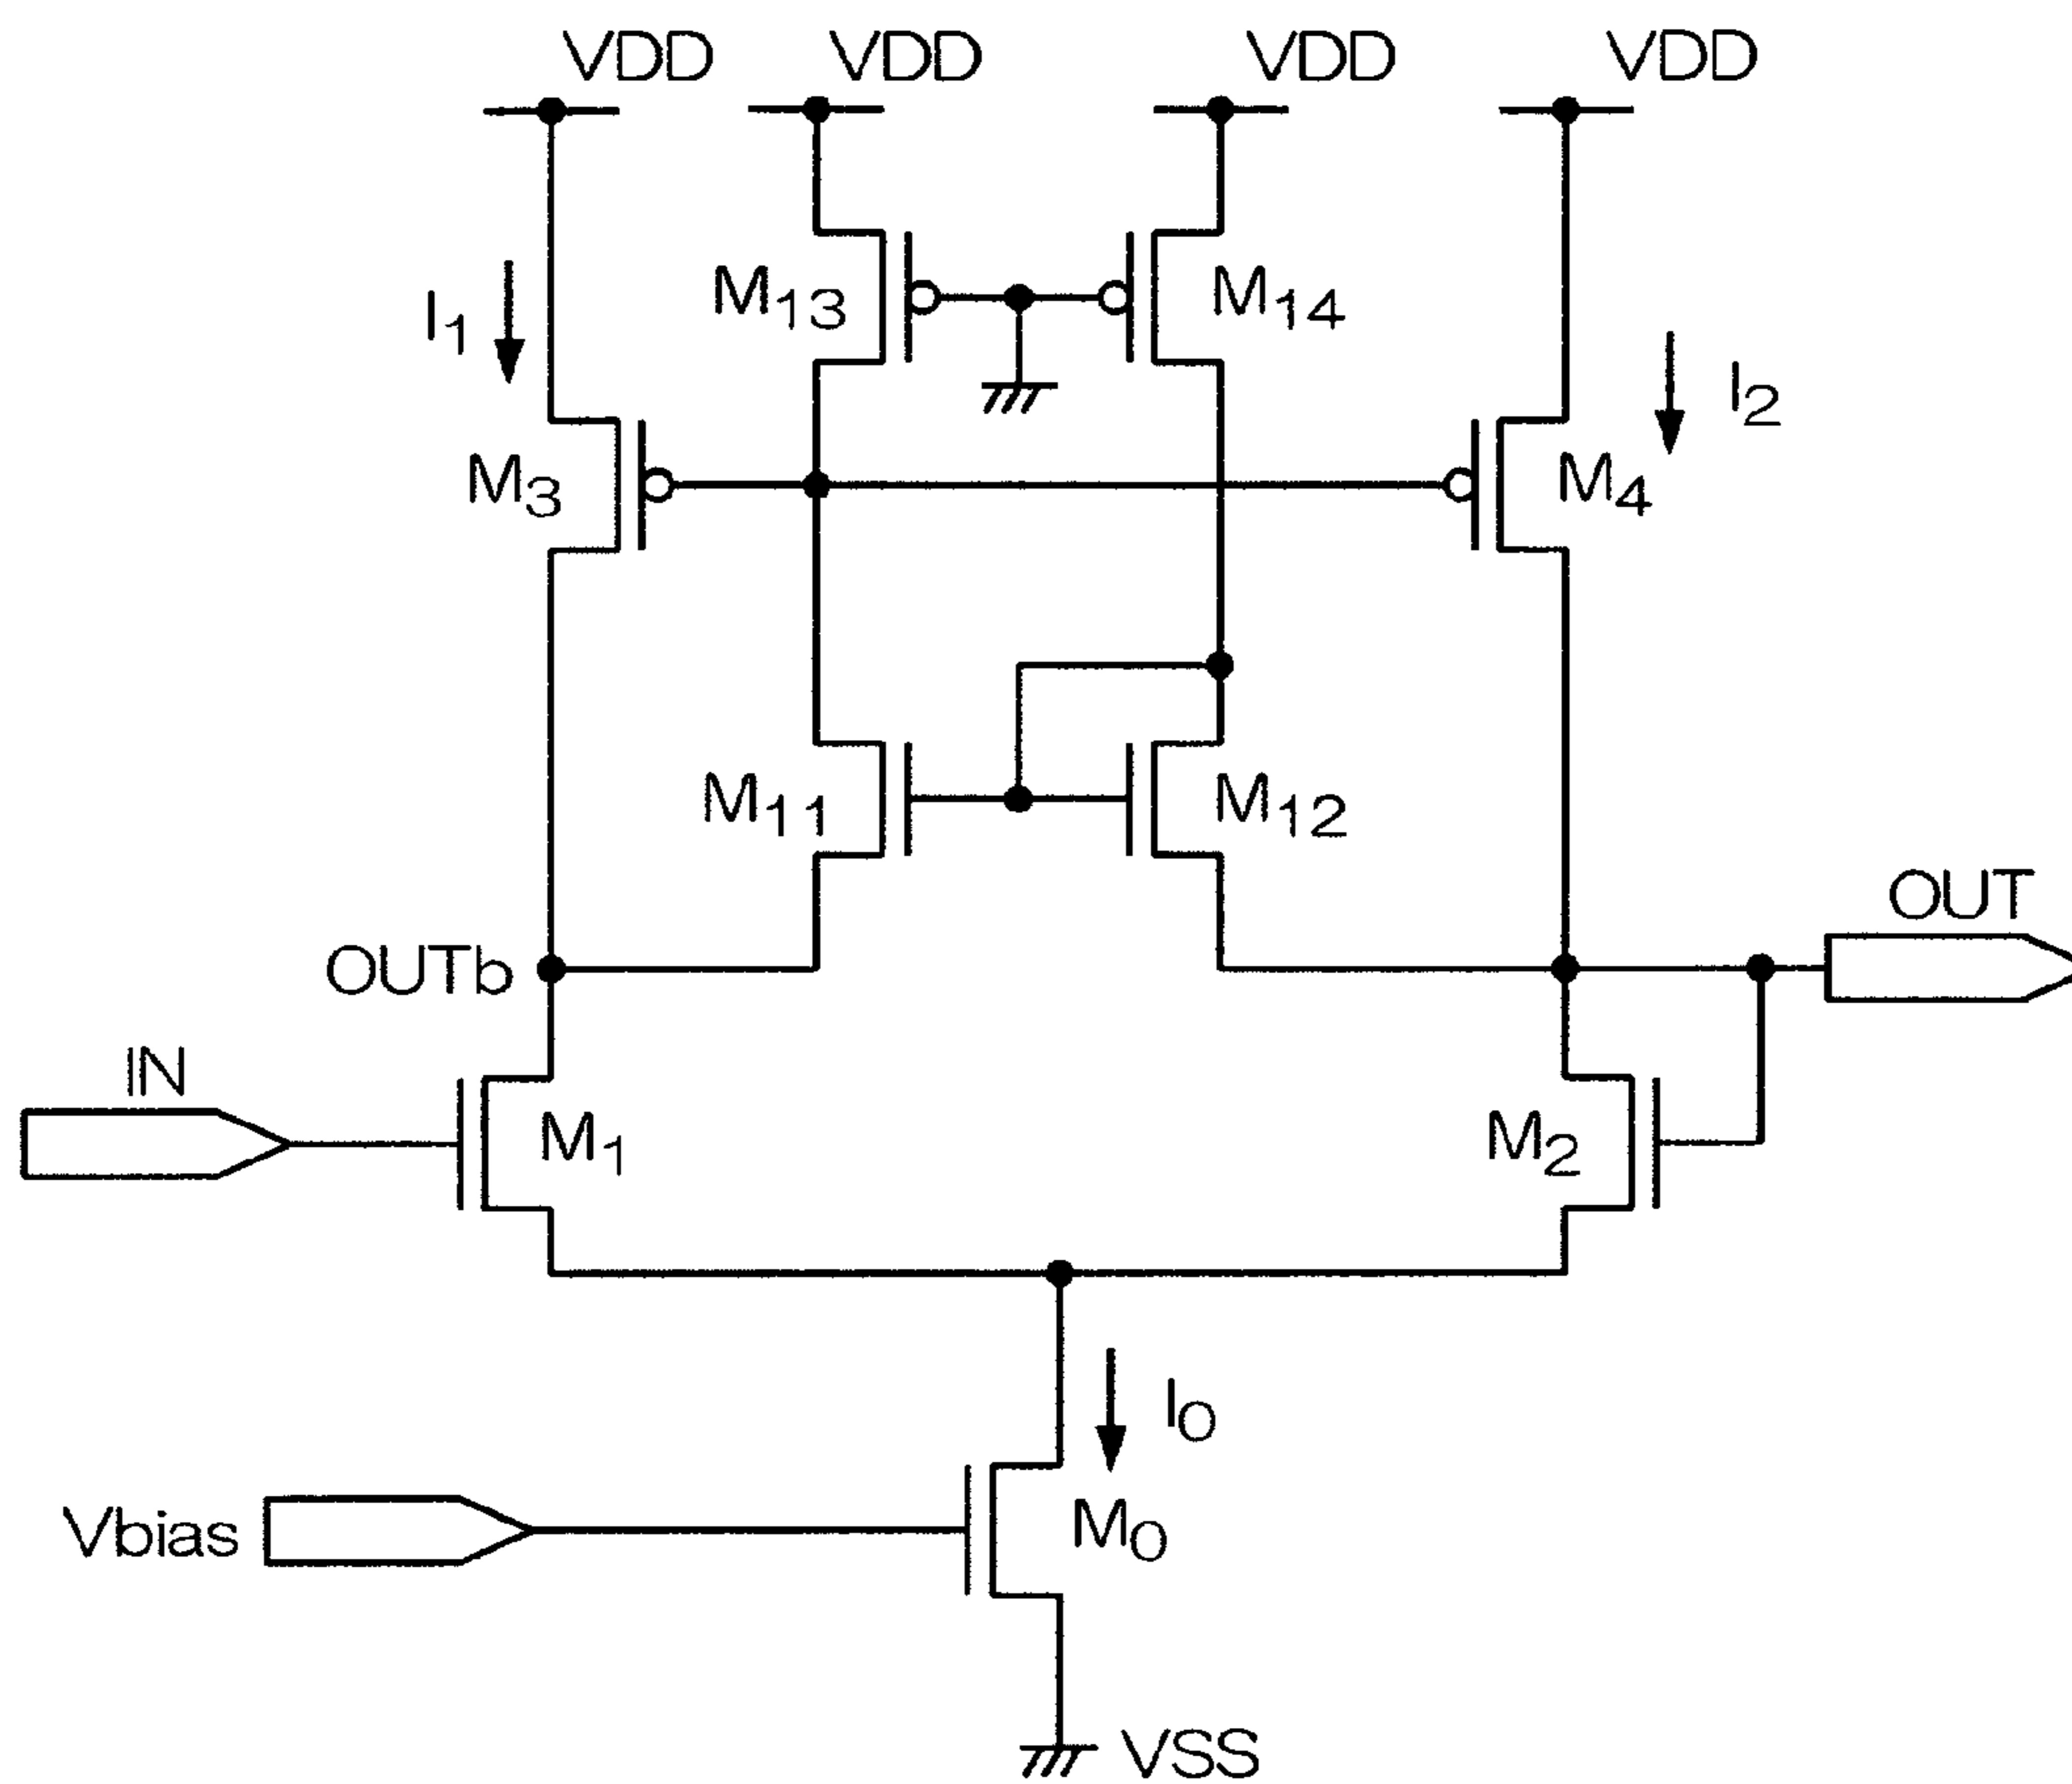 VDD VDD VDD VDD
I1 M13 M14 I2
M3 M4
M11 M12
OUTb OUT
IN M1 M2
I0
Vbias M0
VSS